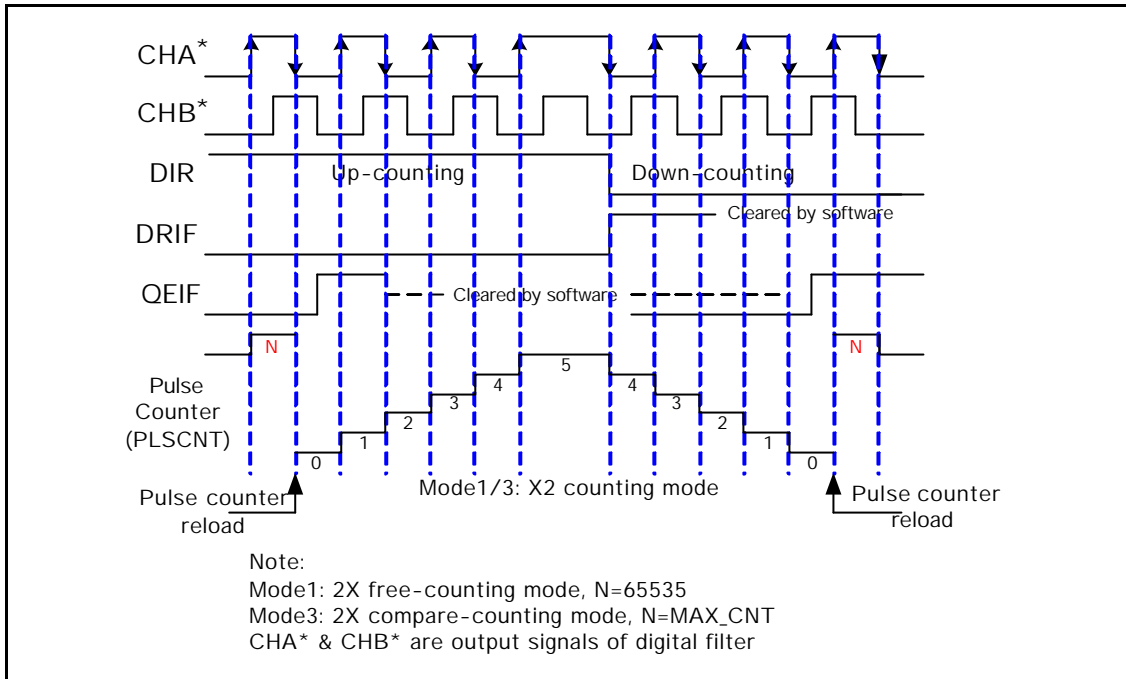 CHA*
CHB*
DIR
Up-counting
Down-counting
DRIF
Cleared by software
QEIF
Cleared by software
N
N
Pulse
Counter
(PLSCNT)
0
1
2
3
4
5
4
3
2
1
0
Pulse counter
reload
Mode1/3: X2 counting mode
Pulse counter
reload
Note:
Mode1: 2X free-counting mode, N=65535
Mode3: 2X compare-counting mode, N=MAX_CNT
CHA* & CHB* are output signals of digital filter